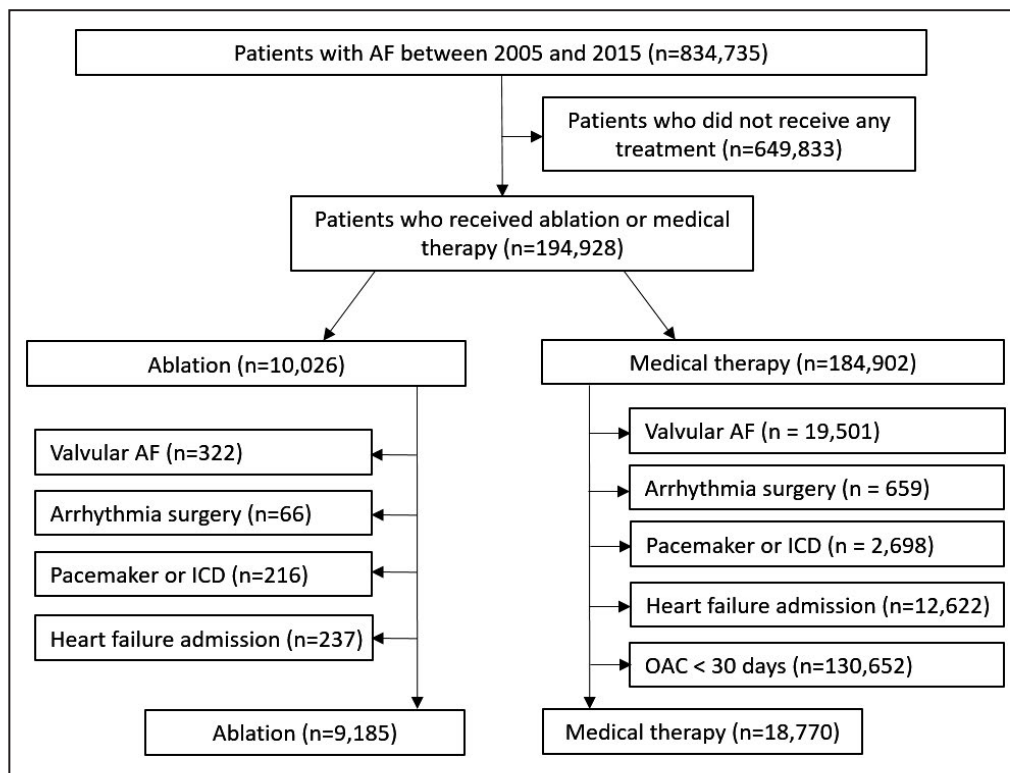 Patients with AF between 2005 and 2015 (n=834,735)
Patients who did not receive any
treatment (n=649,833)
Patients who received ablation or medical
therapy (n=194,928)
Ablation (n=10,026)
Valvular AF (n=322)
Arrhythmia surgery (n=66)
Pacemaker or ICD (n=216)
Heart failure admission (n=237)
Ablation (n=9,185)
Medical therapy (n=184,902)
Valvular AF (n = 19,501)
Arrhythmia surgery (n = 659)
Pacemaker or ICD (n = 2,698)
Heart failure admission (n=12,622)
OAC < 30 days (n=130,652)
Medical therapy (n=18,770)